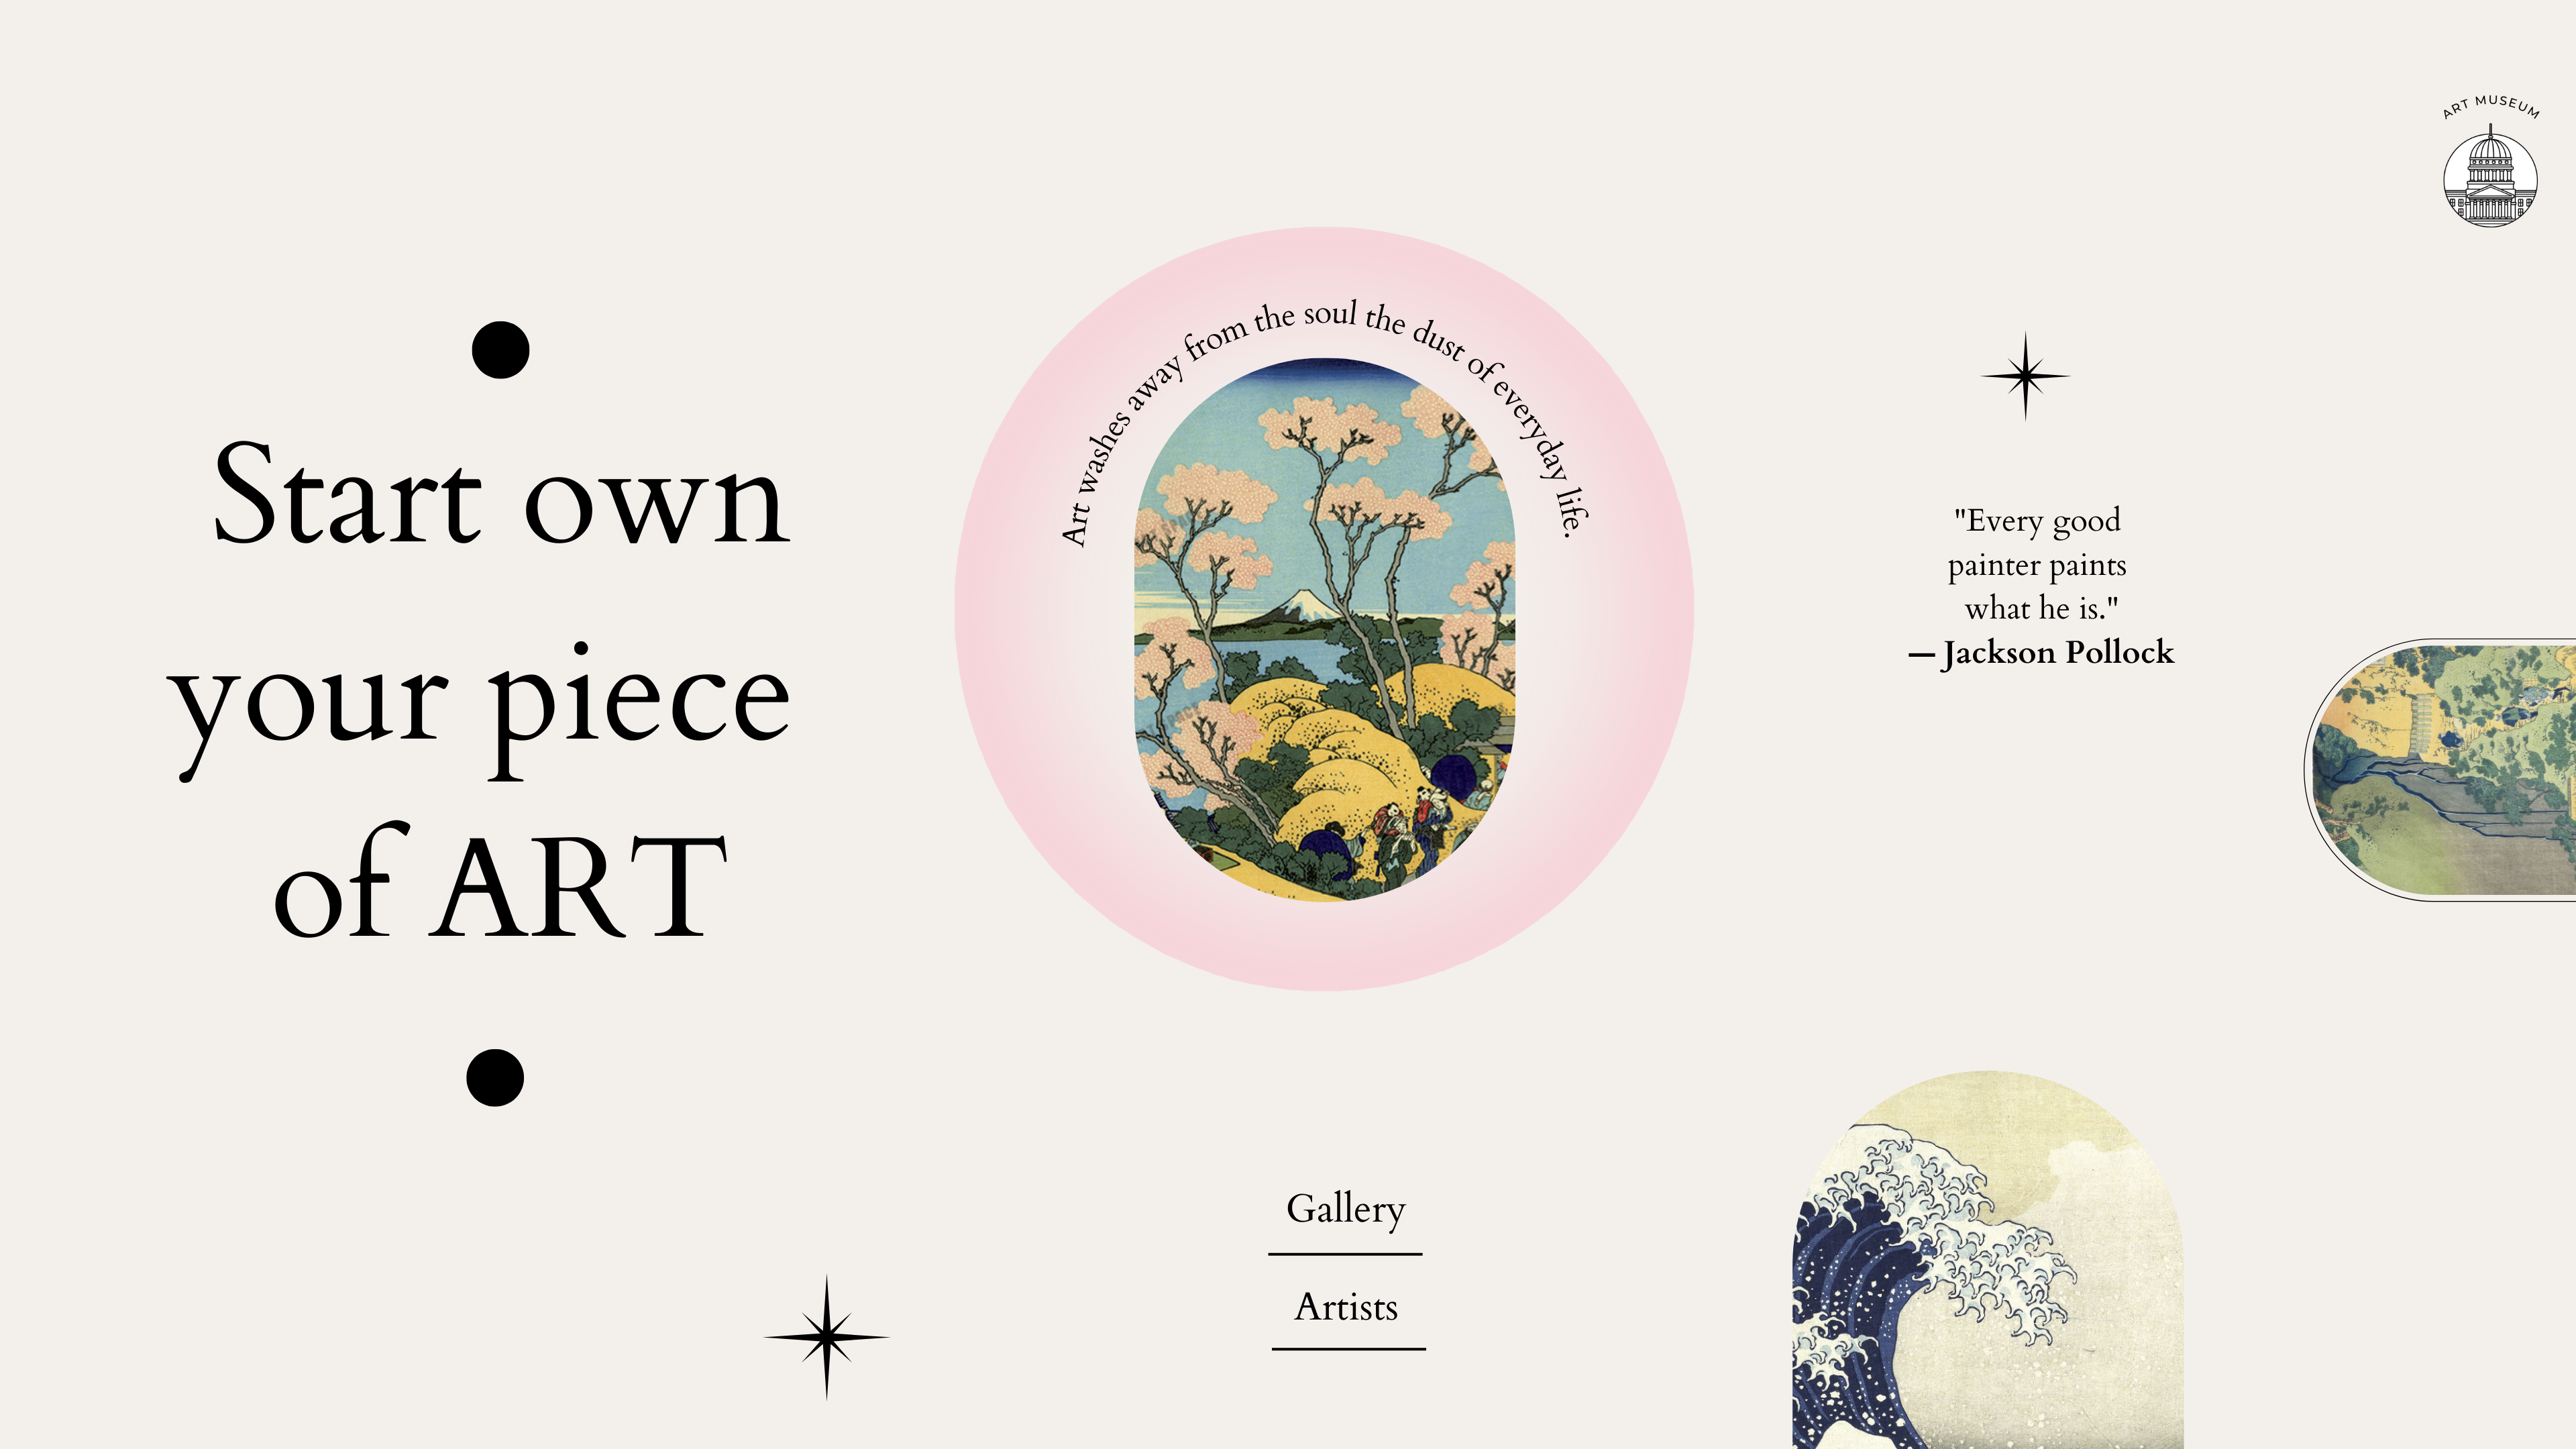 ART MUSEUM
Start own
your piece
of ART
Art washes away from the soul the dust of everyday life.
"Every good
painter paints
what he is."
— Jackson Pollock
Gallery
Artists